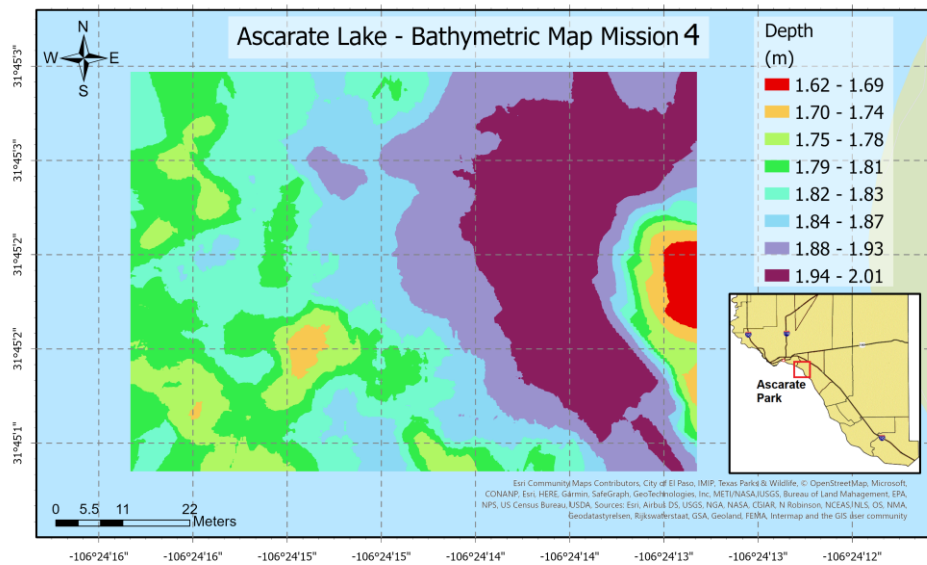 Ascarate Lake - Bathymetric Map Mission 4
N
W E
S
Depth
(m)
1.62 - 1.69
1.70 - 1.74
1.75 - 1.78
1.79 - 1.81
1.82 - 1.83
1.84 - 1.87
1.88 - 1.93
1.94 - 2.01
31°45'3"
31°45'3"
31°45'2"
31°45'2"
31°45'1"
Ascarate
Park
Esri Community Maps Contributors, City of El Paso, IMIP, Texas Parks & Wildlife, © OpenStreetMap, Microsoft,
CONANP, Esri, HERE, Garmin, SafeGraph, GeoTechnologies, Inc, METI/NASA,USGS, Bureau of Land Mahagement, EPA,
NPS, US Census Bureau, USDA, Sources: Esri, Airbus DS, USGS, NGA, NASA, CGIAR, N Robinson, NCEAS,NLS, OS, NMA,
Geodatastyrelsen, Rijkswaterstaat, GSA, Geoland, FEMA, Intermap and the GIS user community
0 5.5 11 22
Meters
-106°24'16" -106°24'16" -106°24'15" -106°24'15" -106°24'14" -106°24'14" -106°24'13" -106°24'13" -106°24'12"